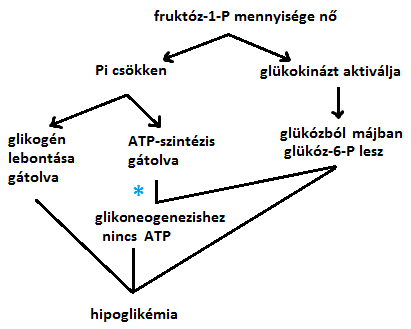 fruktóz-1-P mennyisége nő
Pi csökken
glükokinázt aktiválja
glikogén
lebontása
gátolva
ATP-szintézis
gátolva
glükózból májban
glükóz-6-P lesz
*
glikoneogenezishez
nincs ATP
hipoglikémia